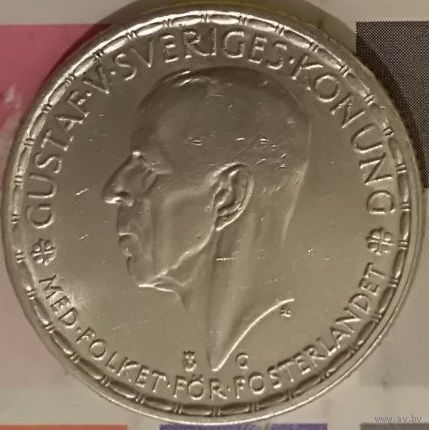 GUSTAF·V·SVERIGES·KONUNG
MED·FOLKET·FÖR·FOSTERLANDET
G
www.av.by